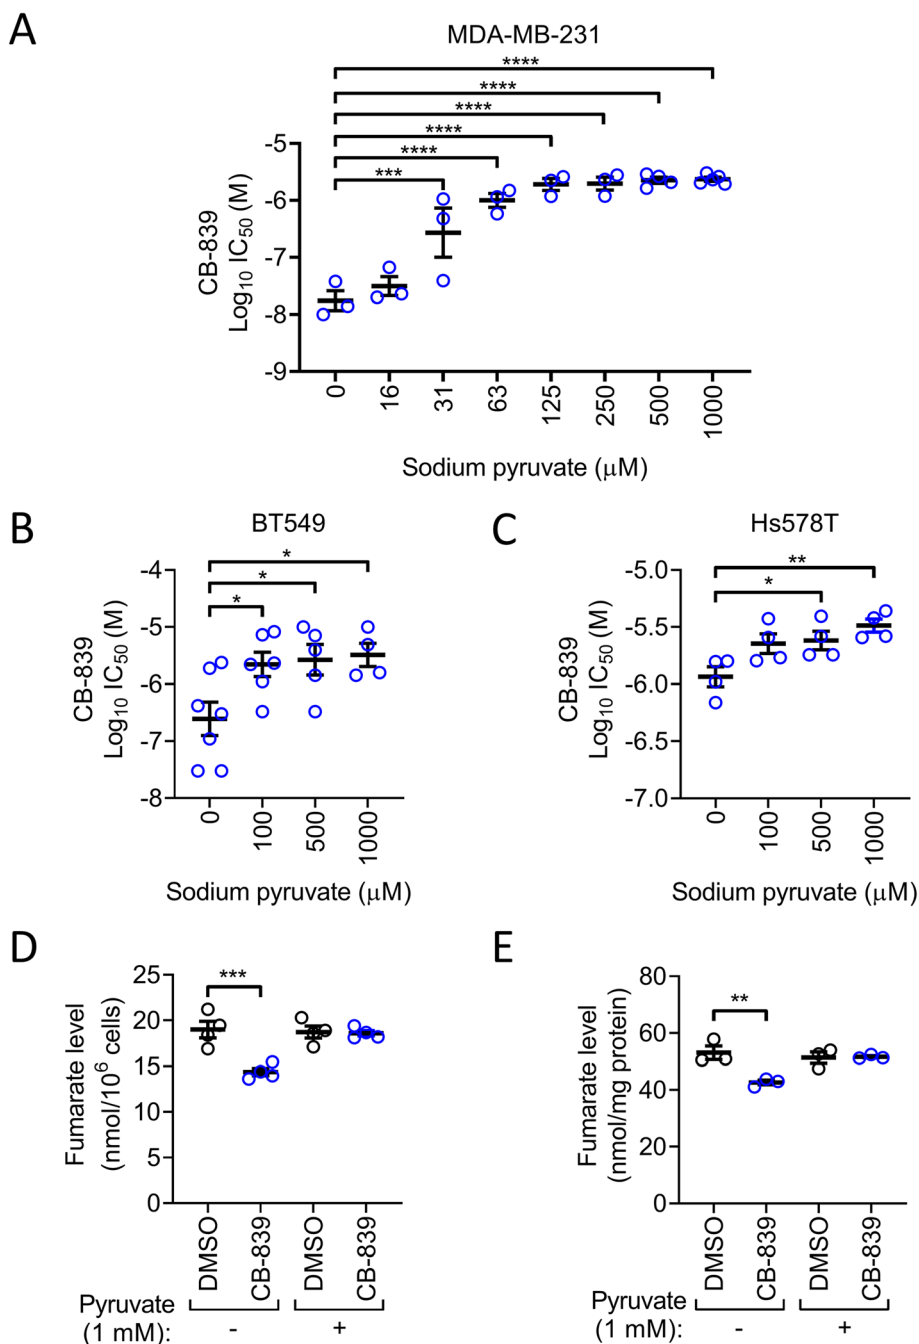 A
MDA-MB-231
****
****
****
****
****
***
-5
-6
-7
-8
-9
CB-839
Log10 IC50 (M)
0
16
31
63
125
250
500
1000
Sodium pyruvate (μM)
B
BT549
*
*
*
-4
-5
-6
-7
-8
CB-839
Log10 IC50 (M)
0
100
500
1000
Sodium pyruvate (μM)
C
Hs578T
**
*
-5.0
-5.5
-6.0
-6.5
-7.0
CB-839
Log10 IC50 (M)
0
100
500
1000
Sodium pyruvate (μM)
D
***
25
20
15
10
5
0
Fumarate level
(nmol/10^6 cells)
DMSO
CB-839
DMSO
CB-839
Pyruvate
(1 mM):
-
+
E
**
80
60
40
20
0
Fumarate level
(nmol/mg protein)
DMSO
CB-839
DMSO
CB-839
Pyruvate
(1 mM):
-
+